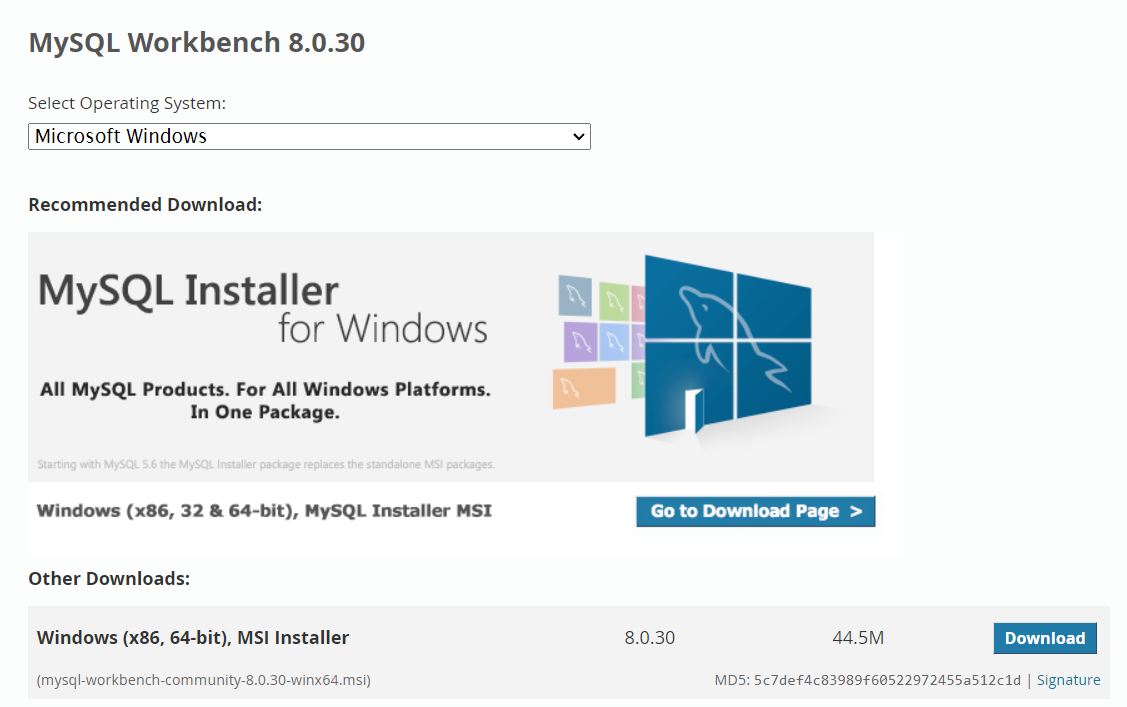 MySQL Workbench 8.0.30
Select Operating System:
Microsoft Windows
Recommended Download:
MySQL Installer
for Windows
All MySQL Products. For All Windows Platforms.
In One Package.
Starting with MySQL 5.6 the MySQL Installer package replaces the standalone MSI packages.
Windows (x86, 32 & 64-bit), MySQL Installer MSI
Go to Download Page >
Other Downloads:
Windows (x86, 64-bit), MSI Installer 8.0.30 44.5M Download
(mysql-workbench-community-8.0.30-winx64.msi) MD5: 5c7def4c83989f60522972455a512c1d | Signature